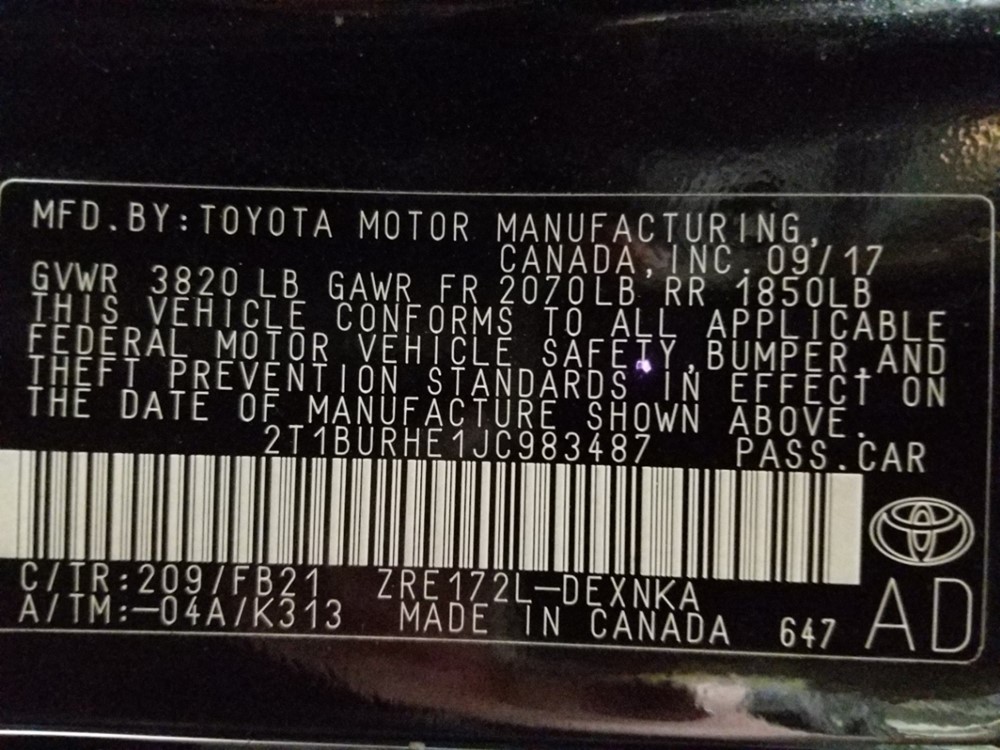 MFD.BY:TOYOTA MOTOR MANUFACTURING,
CANADA,INC. 09/17
GVWR 3820 LB GAWR FR 2070LB RR 1850LB
THIS VEHICLE CONFORMS TO ALL APPLICABLE
FEDERAL MOTOR VEHICLE SAFETY,BUMPER,AND
THEFT PREVENTION STANDARDS IN EFFECT ON
THE DATE OF MANUFACTURE SHOWN ABOVE.
2T1BURHE1JC983487 PASS.CAR
C/TR:209/FB21 ZRE172L-DEXNKA
A/TM:-04A/K313 MADE IN CANADA 647 AD